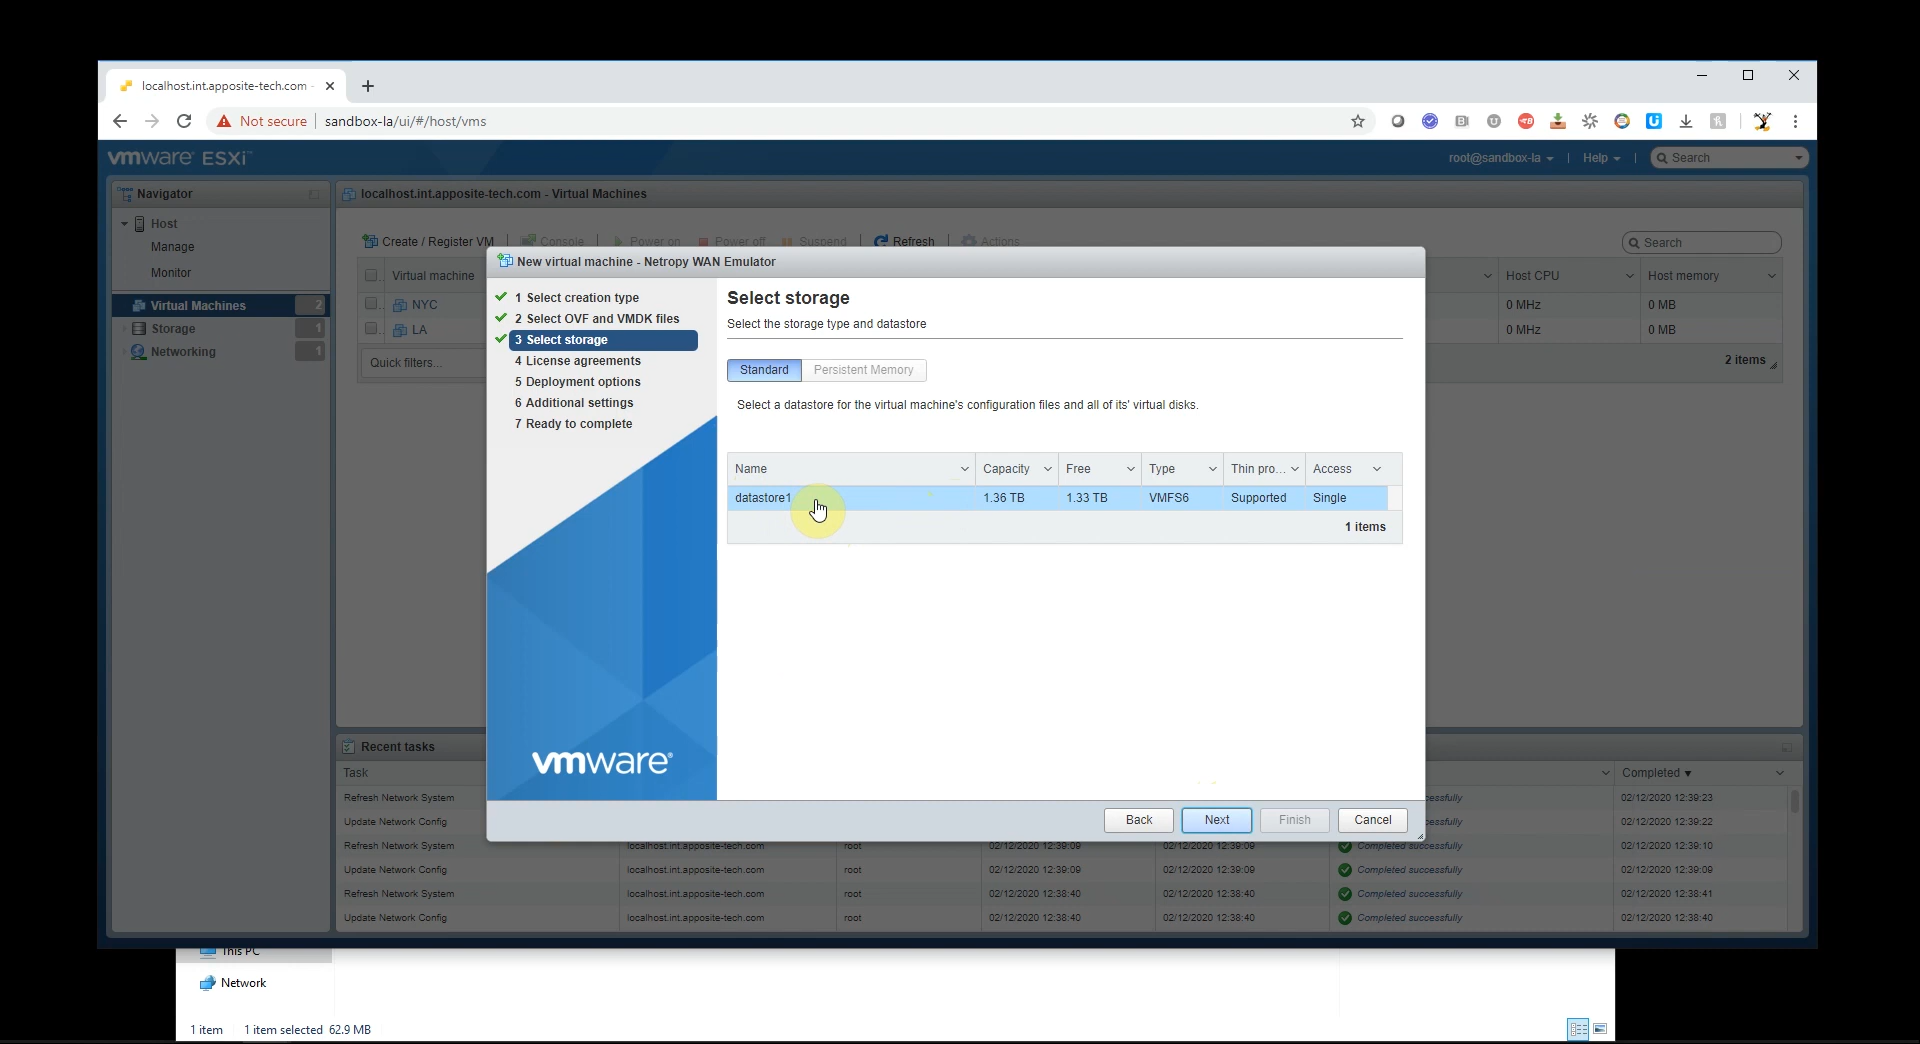 localhost.int.apposite-tech.com -
Not secure
sandbox-la/ui/#/host/vms
vmware ESXi™
root@sandbox-la
Help
Search
Navigator
localhost.int.apposite-tech.com - Virtual Machines
Host
Manage
Monitor
Virtual Machines
2
Storage
1
Networking
1
Create / Register VM
Console
Power on
Power off
Suspend
Refresh
Actions
Search
Virtual machine
Host CPU
Host memory
NYC
0 MHz
0 MB
LA
0 MHz
0 MB
Quick filters...
2 items
New virtual machine - Netropy WAN Emulator
1 Select creation type
2 Select OVF and VMDK files
3 Select storage
4 License agreements
5 Deployment options
6 Additional settings
7 Ready to complete
vmware®
Select storage
Select the storage type and datastore
Standard
Persistent Memory
Select a datastore for the virtual machine's configuration files and all of its' virtual disks.
Name Capacity Free Type Thin pro... Access
datastore1 1.36 TB 1.33 TB VMFS6 Supported Single
1 items
Back
Next
Finish
Cancel
Recent tasks
Task
Completed ▼
Refresh Network System
02/12/2020 12:39:23
Update Network Config
02/12/2020 12:39:22
Refresh Network System localhost.int.apposite-tech.com root 02/12/2020 12:39:09 02/12/2020 12:39:09 Completed successfully 02/12/2020 12:39:10
Update Network Config localhost.int.apposite-tech.com root 02/12/2020 12:39:09 02/12/2020 12:39:09 Completed successfully 02/12/2020 12:39:09
Refresh Network System localhost.int.apposite-tech.com root 02/12/2020 12:38:40 02/12/2020 12:38:40 Completed successfully 02/12/2020 12:38:41
Update Network Config localhost.int.apposite-tech.com root 02/12/2020 12:38:40 02/12/2020 12:38:40 Completed successfully 02/12/2020 12:38:40
This PC
Network
1 item 1 item selected 62.9 MB